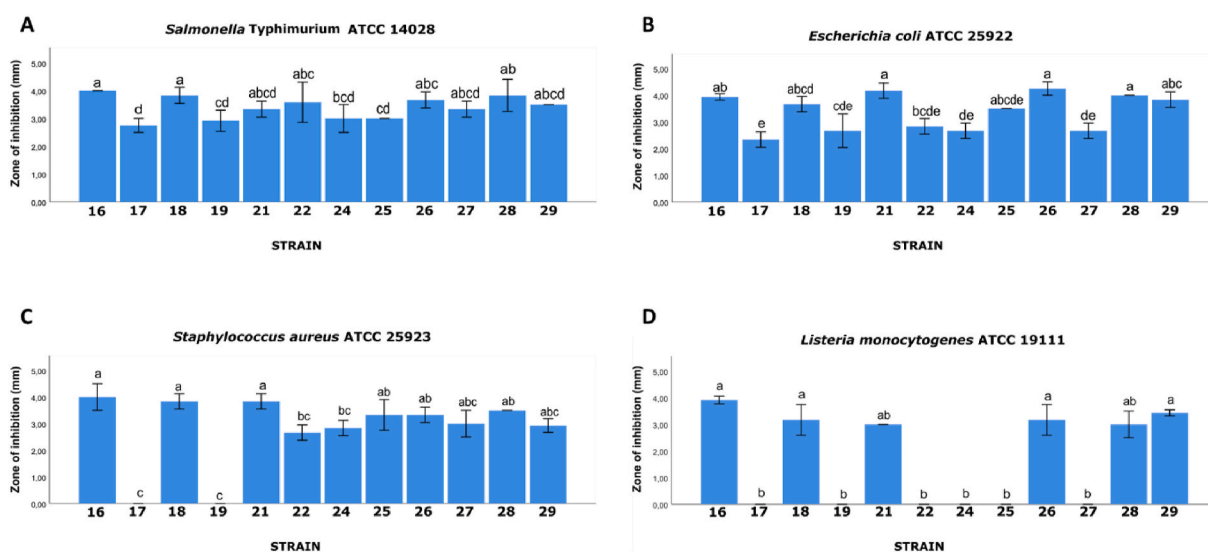 A
Salmonella Typhimurium ATCC 14028
Zone of inhibition (mm)
5,00
4,00
3,00
2,00
1,00
0,00
a d a cd abcd abc bcd cd abc abcd ab abcd
16 17 18 19 21 22 24 25 26 27 28 29
STRAIN
B
Escherichia coli ATCC 25922
Zone of inhibition (mm)
5,00
4,00
3,00
2,00
1,00
0,00
ab e abcd cde a bcde de abcde a de a abc
16 17 18 19 21 22 24 25 26 27 28 29
STRAIN
C
Staphylococcus aureus ATCC 25923
Zone of inhibition (mm)
5,00
4,00
3,00
2,00
1,00
0,00
a c a c a bc bc ab ab abc ab abc
16 17 18 19 21 22 24 25 26 27 28 29
STRAIN
D
Listeria monocytogenes ATCC 19111
Zone of inhibition (mm)
5,00
4,00
3,00
2,00
1,00
0,00
a b a b ab b b b a b ab a
16 17 18 19 21 22 24 25 26 27 28 29
STRAIN